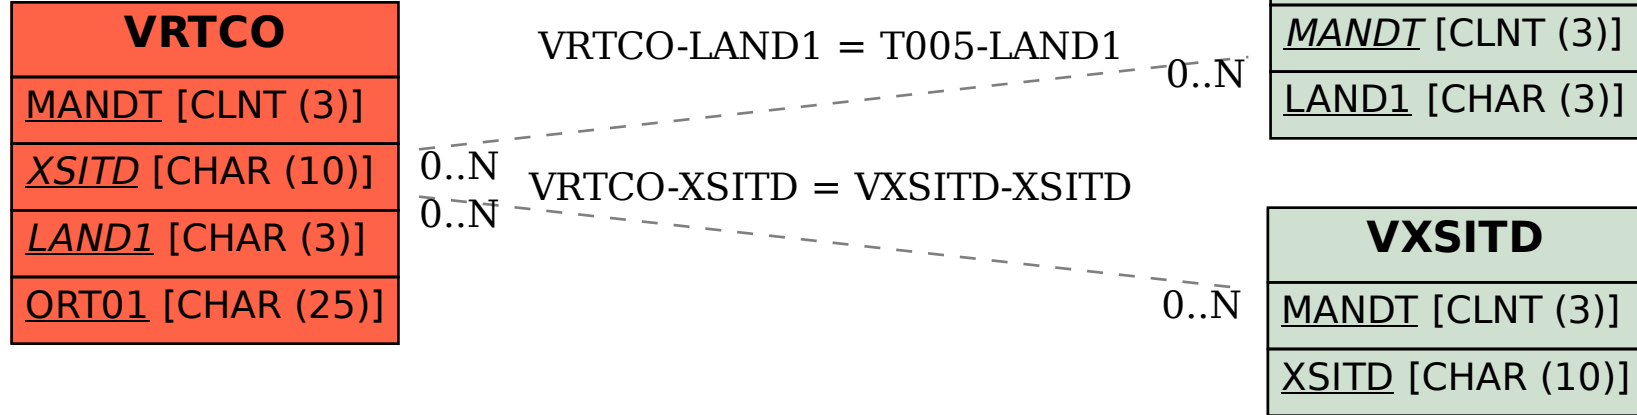 VRTCO
MANDT [CLNT (3)]
XSITD [CHAR (10)]
LAND1 [CHAR (3)]
ORT01 [CHAR (25)]
VRTCO-LAND1 = T005-LAND1
0..N
0..N
VRTCO-XSITD = VXSITD-XSITD
0..N
0..N
MANDT [CLNT (3)]
LAND1 [CHAR (3)]
VXSITD
MANDT [CLNT (3)]
XSITD [CHAR (10)]